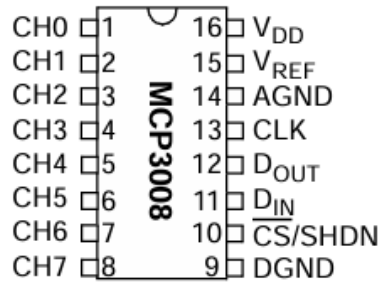 CH0 1 16 VDD
CH1 2 15 VREF
CH2 3 14 AGND
CH3 4 13 CLK
CH4 5 12 DOUT
CH5 6 11 DIN
CH6 7 10 CS/SHDN
CH7 8 9 DGND
MCP3008